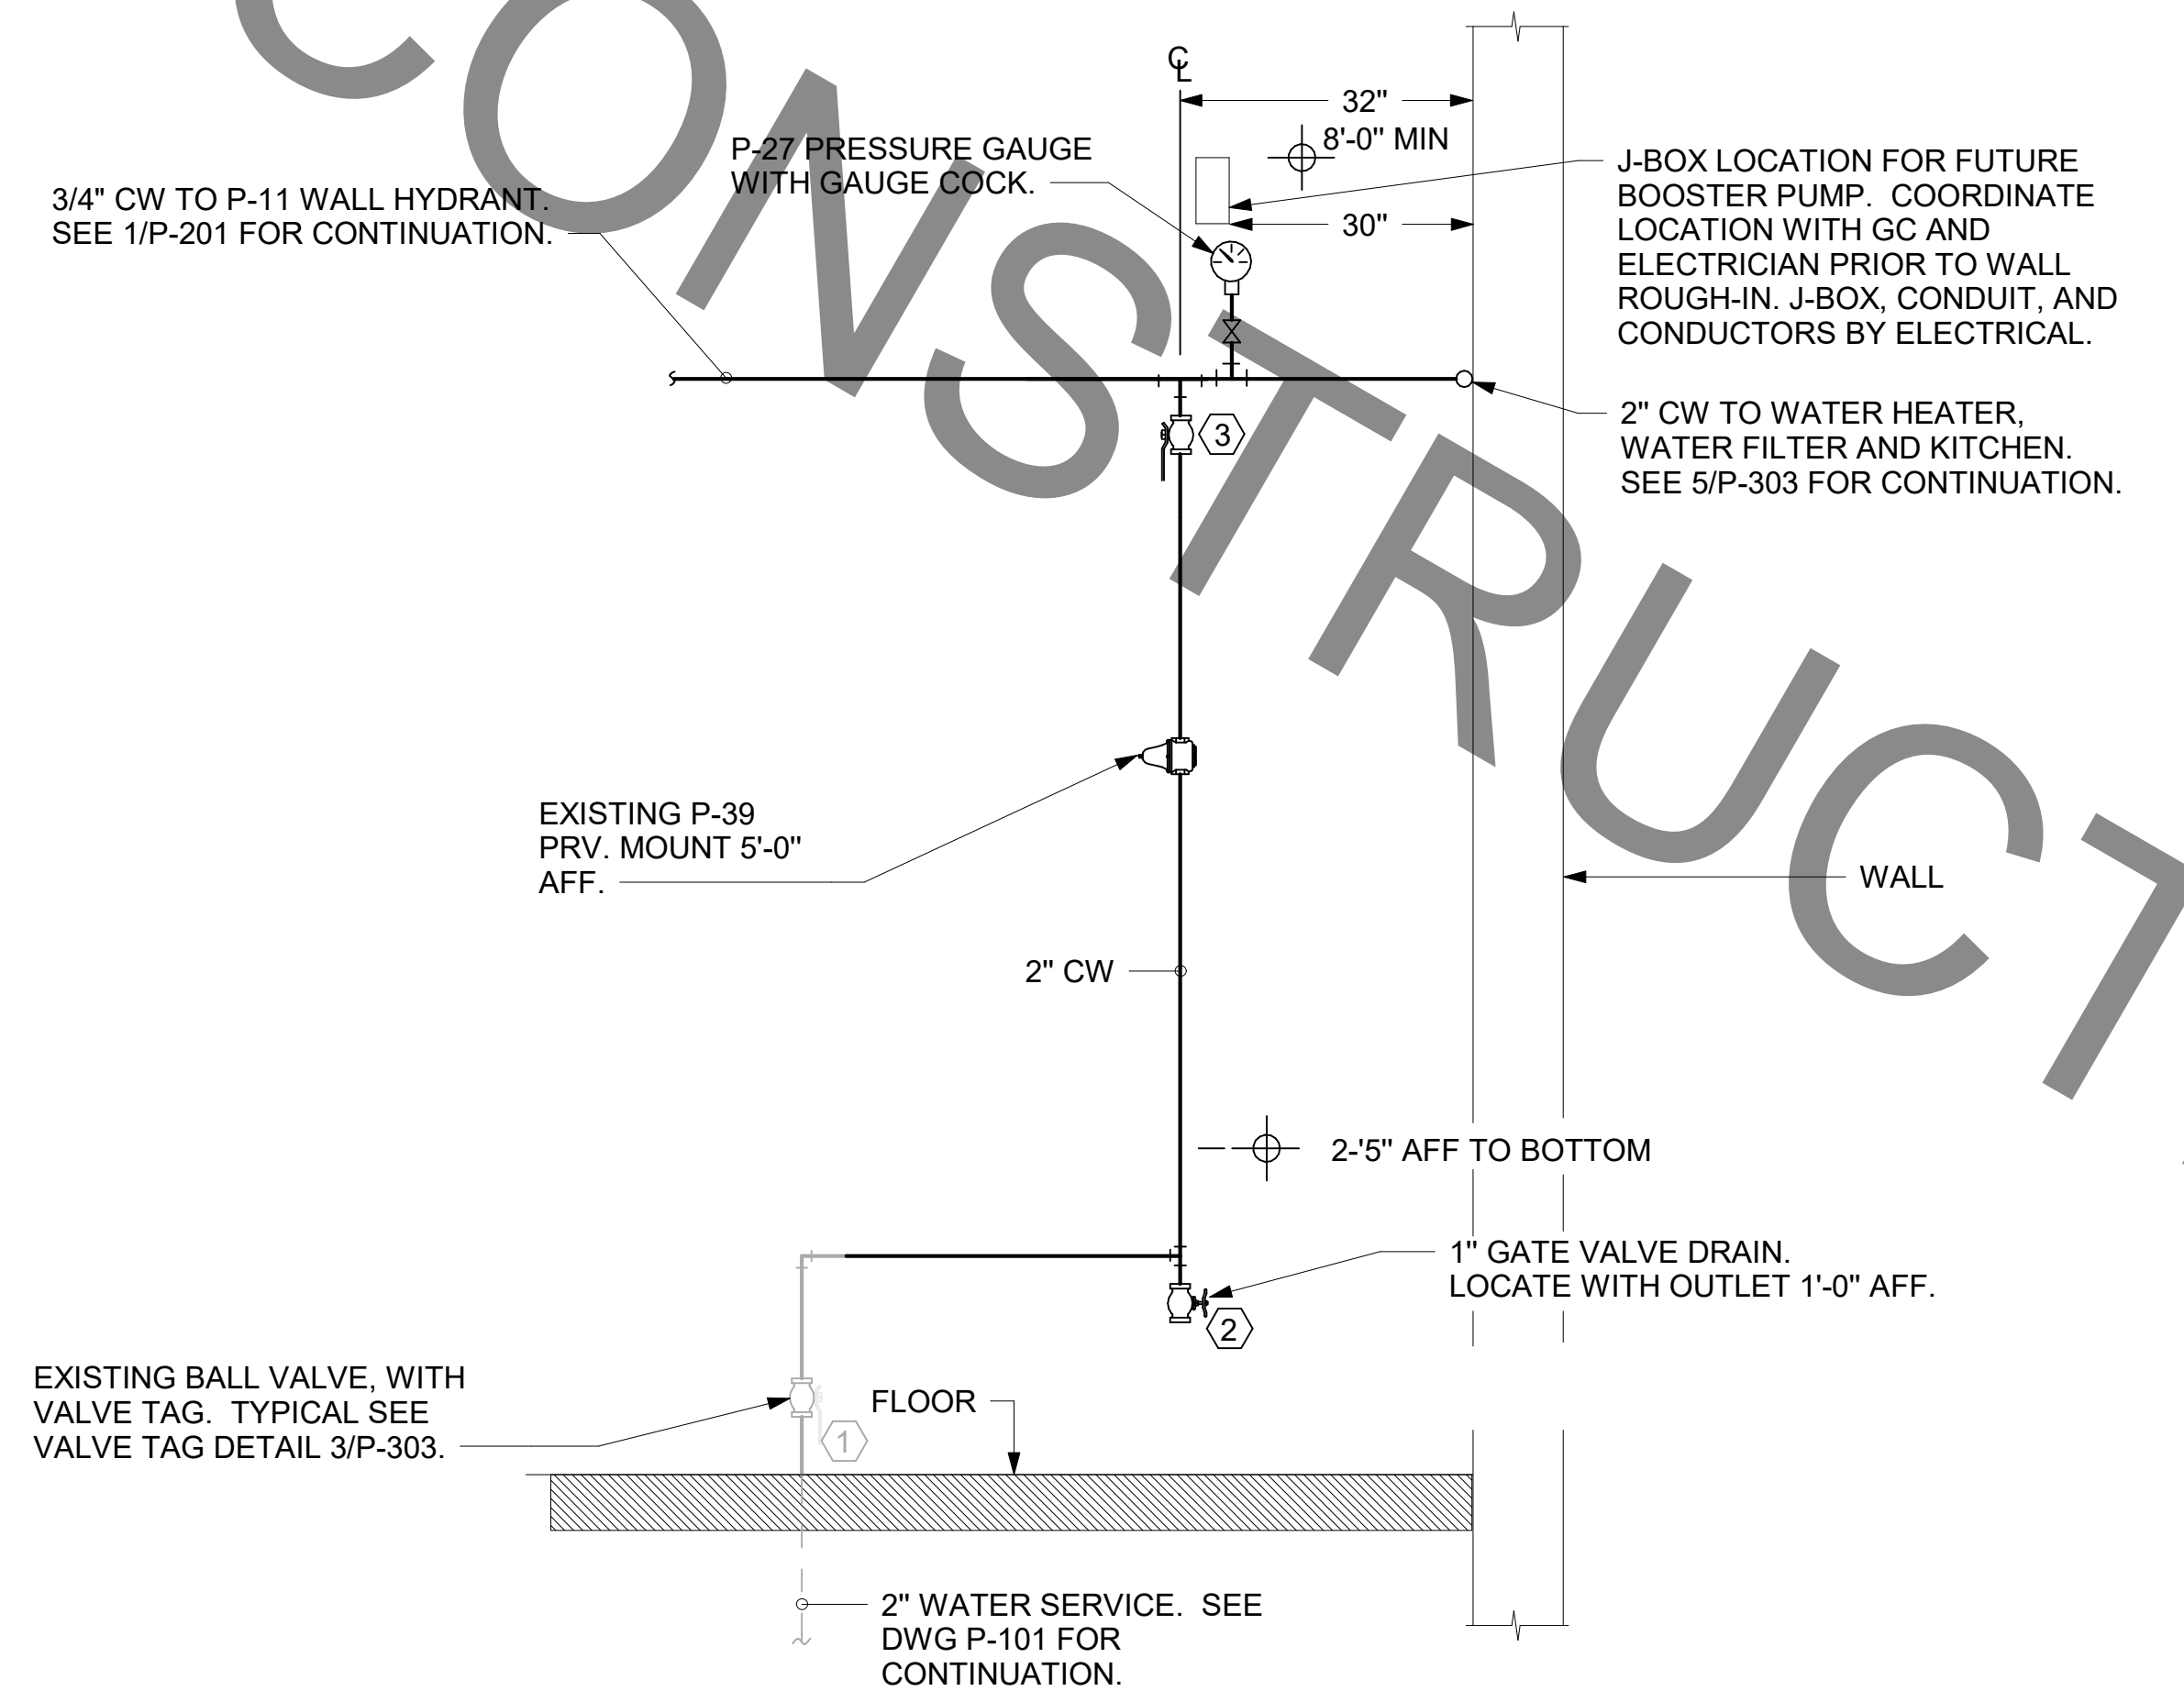 CONSTRUCT
℄
32"
8'-0" MIN
P-27 PRESSURE GAUGE
WITH GAUGE COCK.
30"
J-BOX LOCATION FOR FUTURE
BOOSTER PUMP. COORDINATE
LOCATION WITH GC AND
ELECTRICIAN PRIOR TO WALL
ROUGH-IN. J-BOX, CONDUIT, AND
CONDUCTORS BY ELECTRICAL.
3/4" CW TO P-11 WALL HYDRANT.
SEE 1/P-201 FOR CONTINUATION.
2" CW TO WATER HEATER,
WATER FILTER AND KITCHEN.
SEE 5/P-303 FOR CONTINUATION.
3
EXISTING P-39
PRV. MOUNT 5'-0"
AFF.
WALL
2" CW
2-'5" AFF TO BOTTOM
1" GATE VALVE DRAIN.
LOCATE WITH OUTLET 1'-0" AFF.
2
EXISTING BALL VALVE, WITH
VALVE TAG. TYPICAL SEE
VALVE TAG DETAIL 3/P-303.
1
FLOOR
2" WATER SERVICE. SEE
DWG P-101 FOR
CONTINUATION.